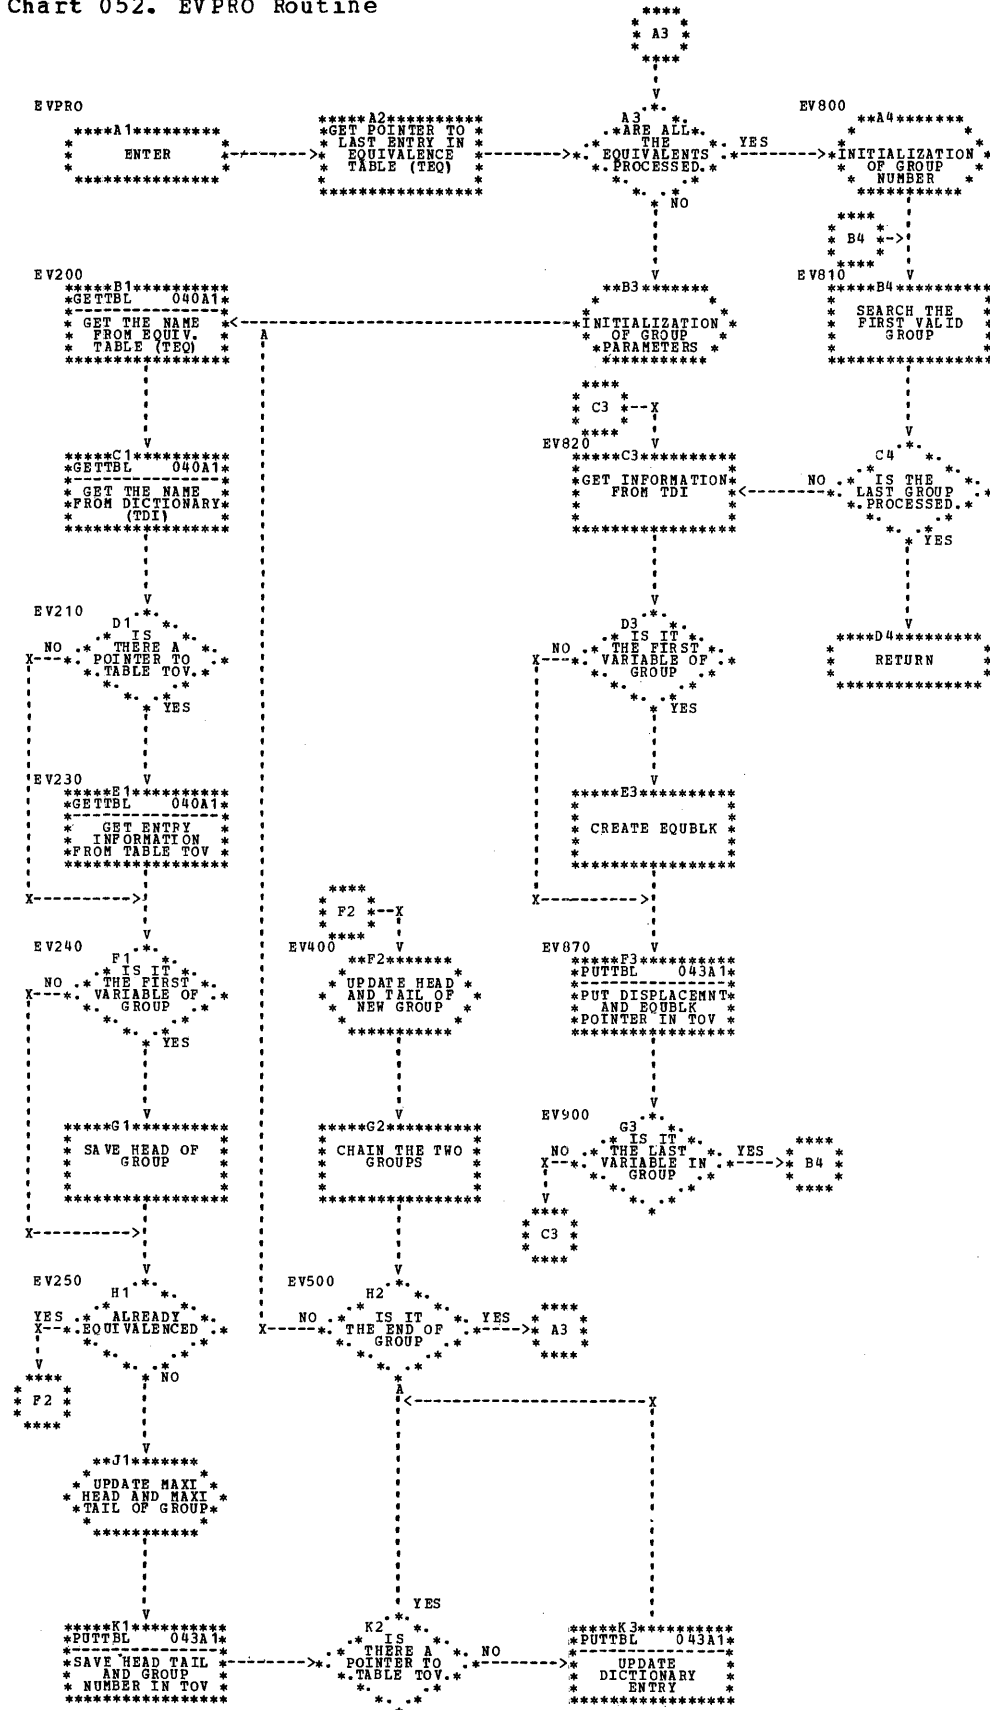 Chart 052. EVPRO Routine
A3
EVPRO
A1
ENTER
A2
GET POINTER TO
LAST ENTRY IN
EQUIVALENCE
TABLE (TEQ)
A3
ARE ALL
THE
EQUIVALENTS
PROCESSED
YES
NO
EV800
A4
INITIALIZATION
OF GROUP
NUMBER
B4
EV200
B1
GETTBL 040A1
GET THE NAME
FROM EQUIV.
TABLE (TEQ)
B3
INITIALIZATION
OF GROUP
PARAMETERS
EV810
B4
SEARCH THE
FIRST VALID
GROUP
C3
C1
GETTBL 040A1
GET THE NAME
FROM DICTIONARY
(TDI)
EV820
C3
GET INFORMATION
FROM TDI
C4
IS THE
LAST GROUP
PROCESSED
NO
YES
EV210
D1
IS
THERE A
POINTER TO
TABLE TOV
NO
YES
D3
IS IT
THE FIRST
VARIABLE OF
GROUP
NO
YES
D4
RETURN
EV230
E1
GETTBL 040A1
GET ENTRY
INFORMATION
FROM TABLE TOV
E3
CREATE EQUBLK
F2
EV240
F1
IS IT
THE FIRST
VARIABLE OF
GROUP
NO
YES
EV400
F2
UPDATE HEAD
AND TAIL OF
NEW GROUP
EV870
F3
PUTTBL 043A1
PUT DISPLACEMNT
AND EQUBLK
POINTER IN TOV
G1
SAVE HEAD OF
GROUP
G2
CHAIN THE TWO
GROUPS
EV900
G3
IS IT
THE LAST
VARIABLE IN
GROUP
NO
YES
B4
C3
EV250
H1
ALREADY
EQUIVALENCED
YES
NO
F2
EV500
H2
IS IT
THE END OF
GROUP
NO
YES
A3
J1
UPDATE MAXI
HEAD AND MAXI
TAIL OF GROUP
K1
PUTTBL 043A1
SAVE HEAD TAIL
AND GROUP
NUMBER IN TOV
YES
K2
IS
THERE A
POINTER TO
TABLE TOV
NO
K3
PUTTBL 043A1
UPDATE
DICTIONARY
ENTRY